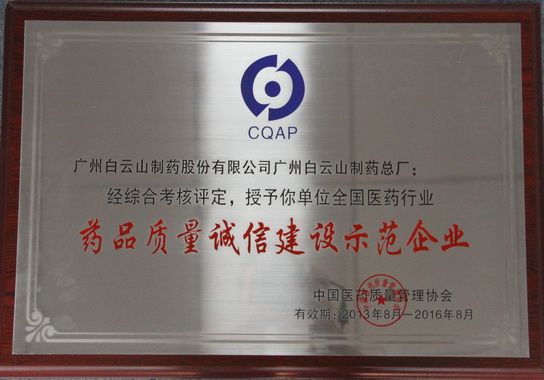 CQAP
广州白云山制药股份有限公司广州白云山制药总厂：
经综合考核评定，授予你单位全国医药行业
药品质量诚信建设示范企业
中国医药质量管理协会
有效期：2013年8月—2016年8月